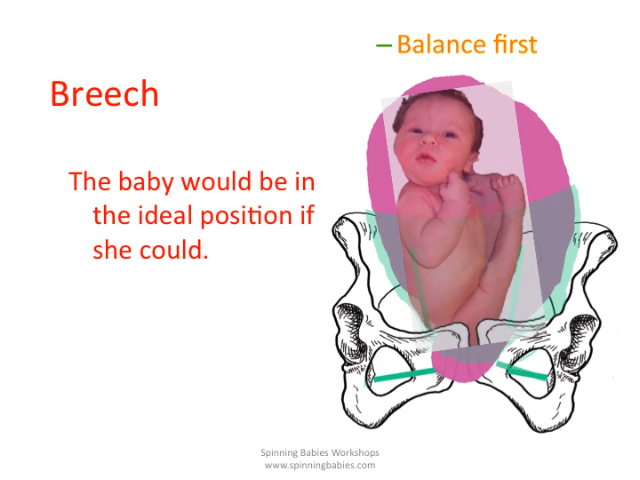 – Balance first
Breech
The baby would be in
the ideal position if
she could.
Spinning Babies Workshops
www.spinningbabies.com